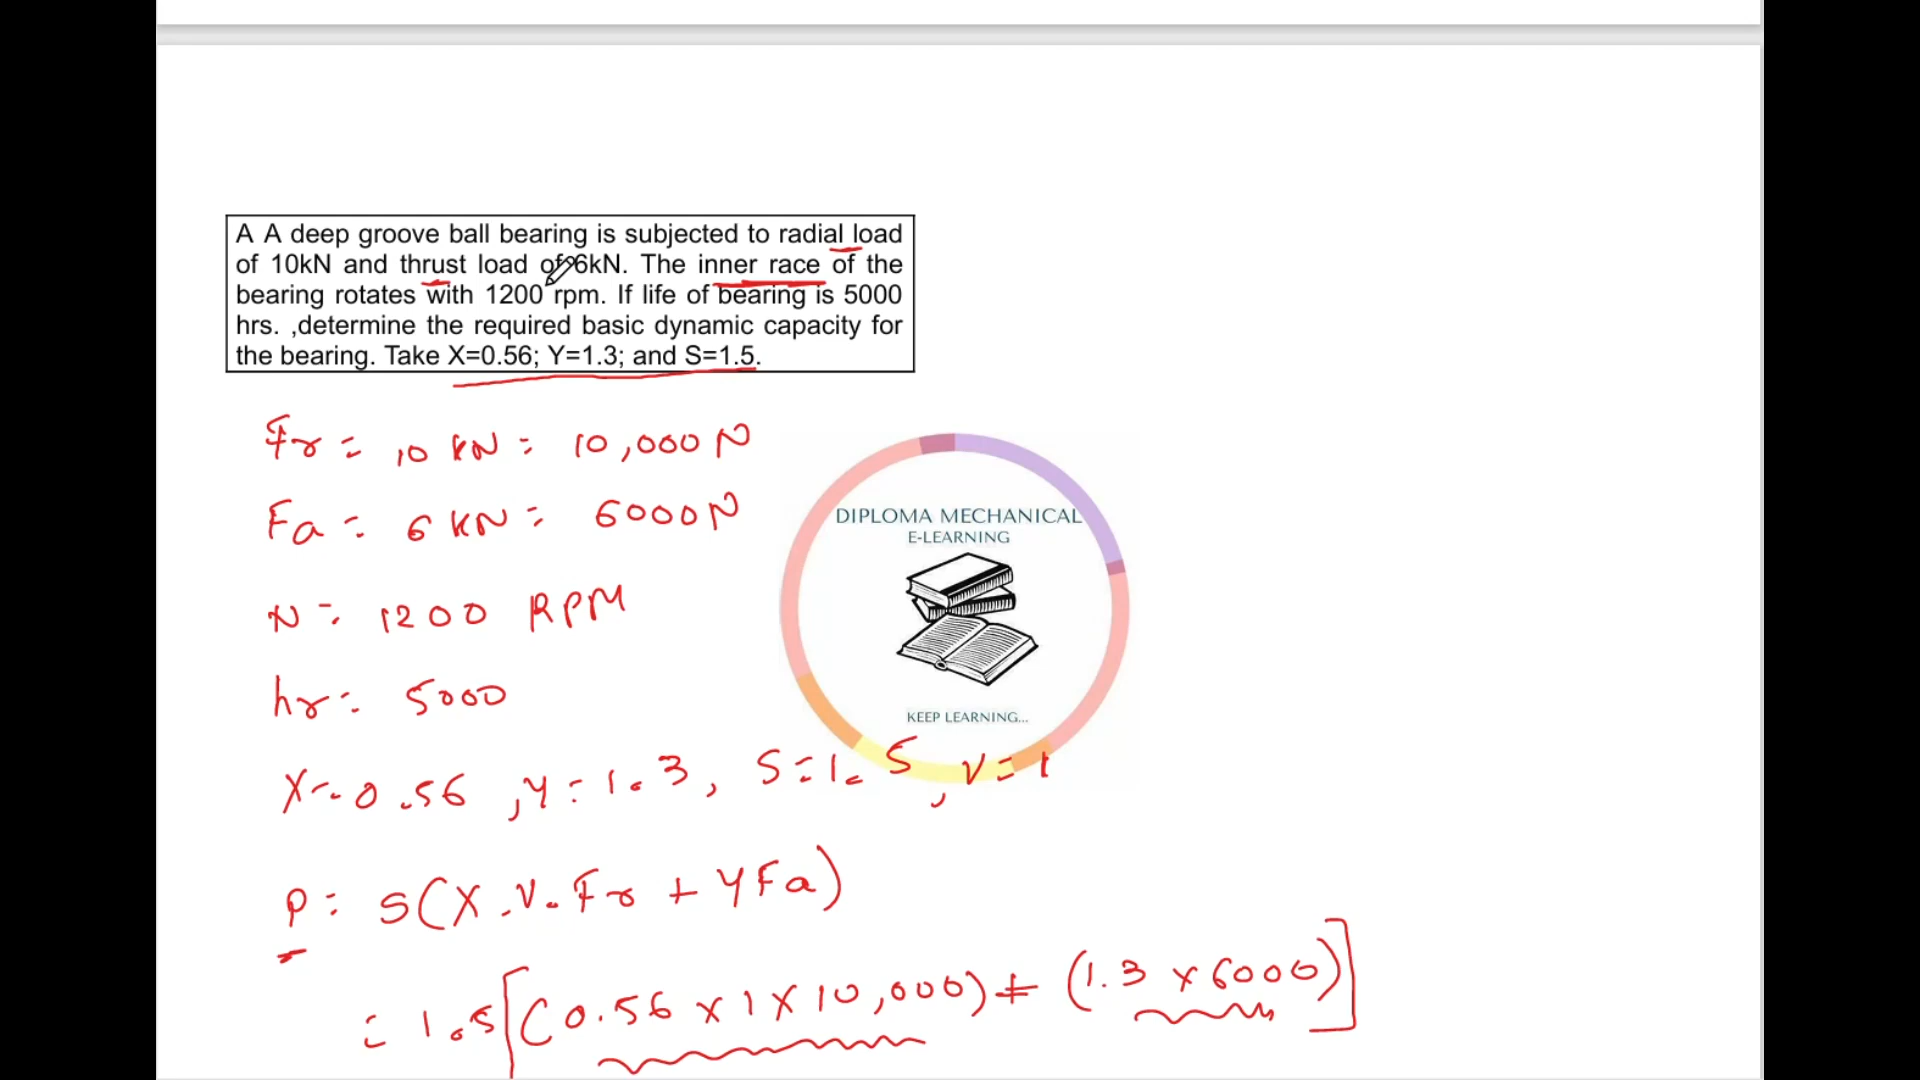 A A deep groove ball bearing is subjected to radial load
of 10kN and thrust load of 6kN. The inner race of the
bearing rotates with 1200 rpm. If life of bearing is 5000
hrs. ,determine the required basic dynamic capacity for
the bearing. Take X=0.56; Y=1.3; and S=1.5.
Fr = 10 kN = 10,000 N
Fa = 6 kN = 6000 N
DIPLOMA MECHANICAL
E-LEARNING
N = 1200 RPM
hr = 5000
KEEP LEARNING...
X = 0.56 , Y = 1.3 , S = 1.5 , V = 1
P = S(X.V.Fr + YFa)
= 1.5[(0.56 x 1 x 10,000) + (1.3 x 6000)]